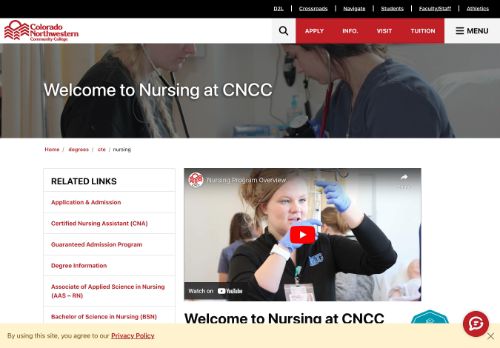 D2L
Crossroads
Navigate
Students
Faculty/Staff
Athletics
Colorado
Northwestern
Community College
APPLY
INFO.
VISIT
TUITION
MENU
Welcome to Nursing at CNCC
Home / degrees / cte / nursing
RELATED LINKS
Application & Admission
Certified Nursing Assistant (CNA)
Guaranteed Admission Program
Degree Information
Associate of Applied Science in Nursing
(AAS – RN)
Bachelor of Science in Nursing (BSN)
Nursing Program Overview
Watch on YouTube
Welcome to Nursing at CNCC
By using this site, you agree to our Privacy Policy